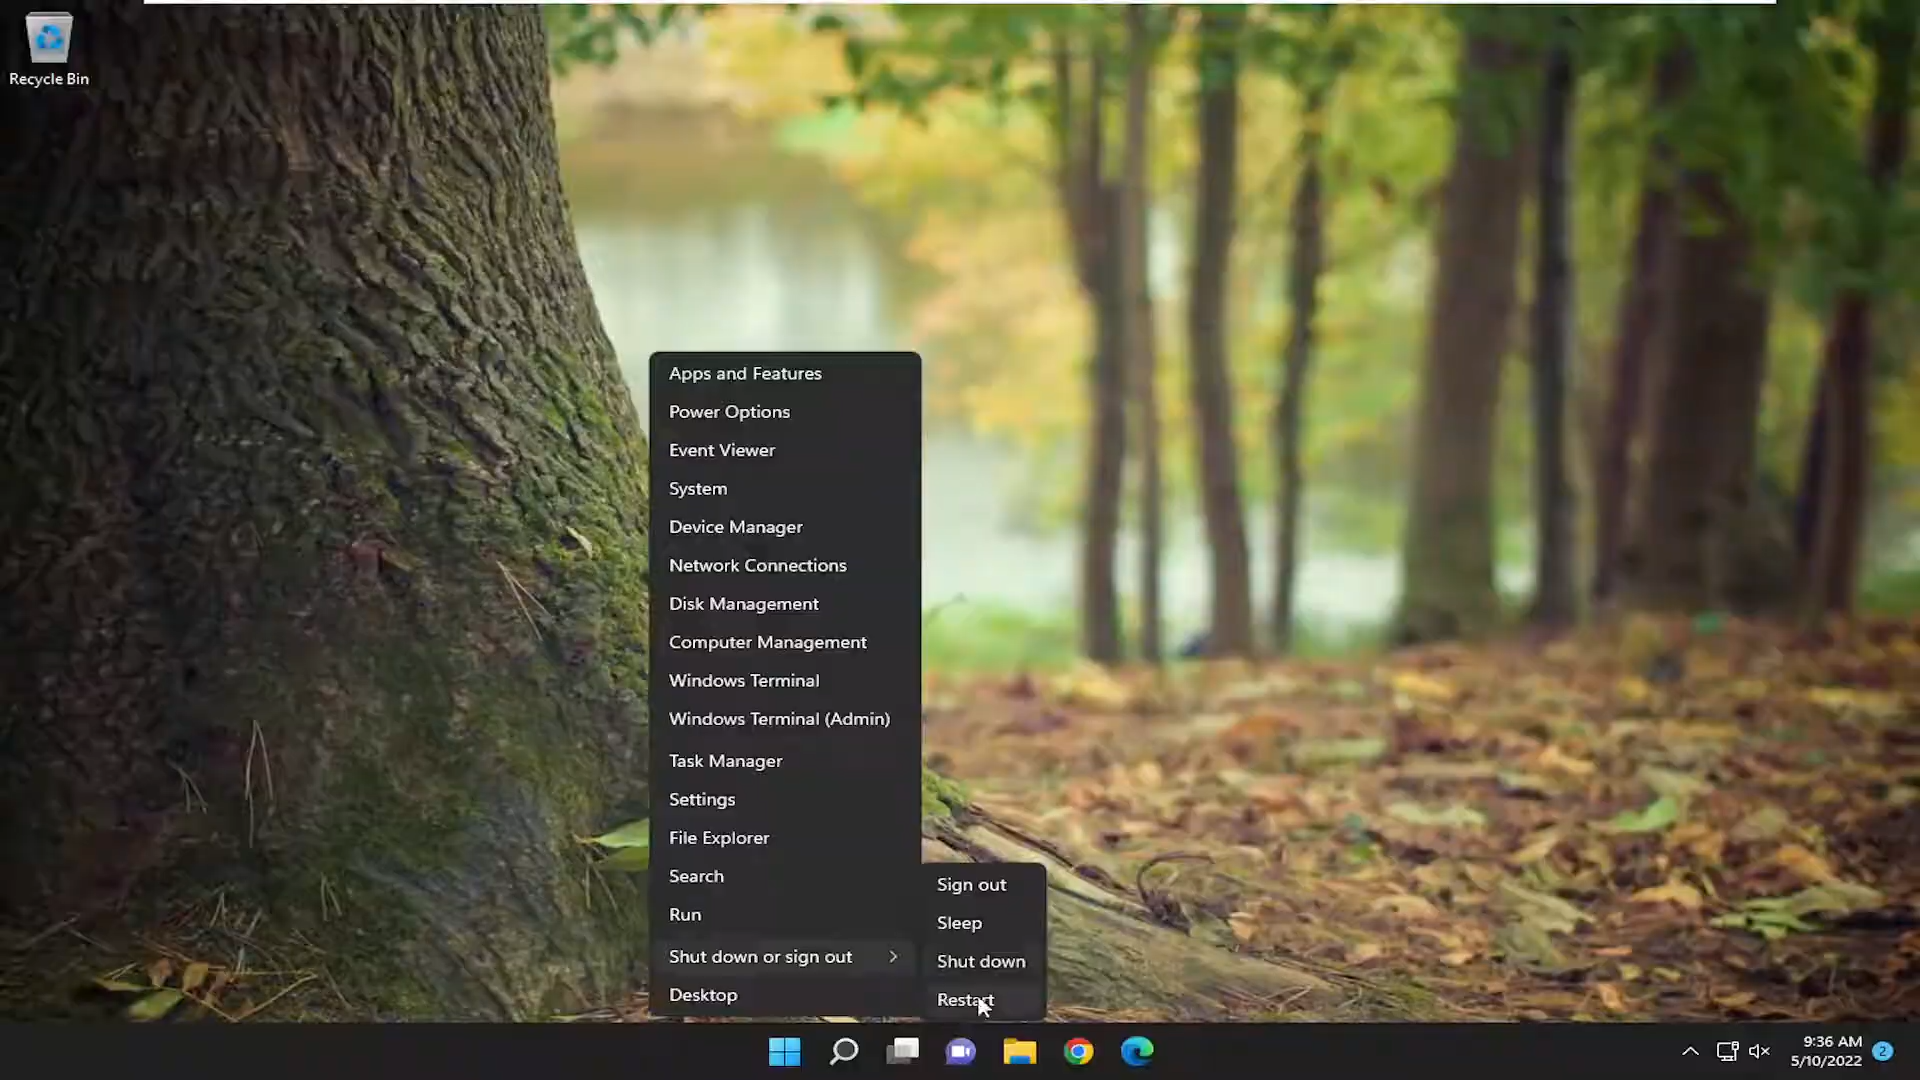 Recycle Bin
Apps and Features
Power Options
Event Viewer
System
Device Manager
Network Connections
Disk Management
Computer Management
Windows Terminal
Windows Terminal (Admin)
Task Manager
Settings
File Explorer
Search
Run
Shut down or sign out
Desktop
Sign out
Sleep
Shut down
Restart
9:36 AM
5/10/2022
2